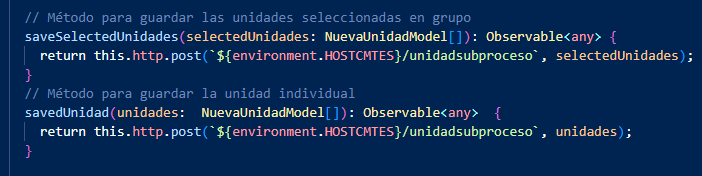 // Método para guardar las unidades seleccionadas en grupo
saveSelectedUnidades(selectedUnidades: NuevaUnidadModel[]): Observable<any> {
return this.http.post(`${environment.HOSTCMTES}/unidadsubproceso`, selectedUnidades);
}
// Método para guardar la unidad individual
savedUnidad(unidades:  NuevaUnidadModel[]): Observable<any>  {
return this.http.post(`${environment.HOSTCMTES}/unidadsubproceso`, unidades);
}